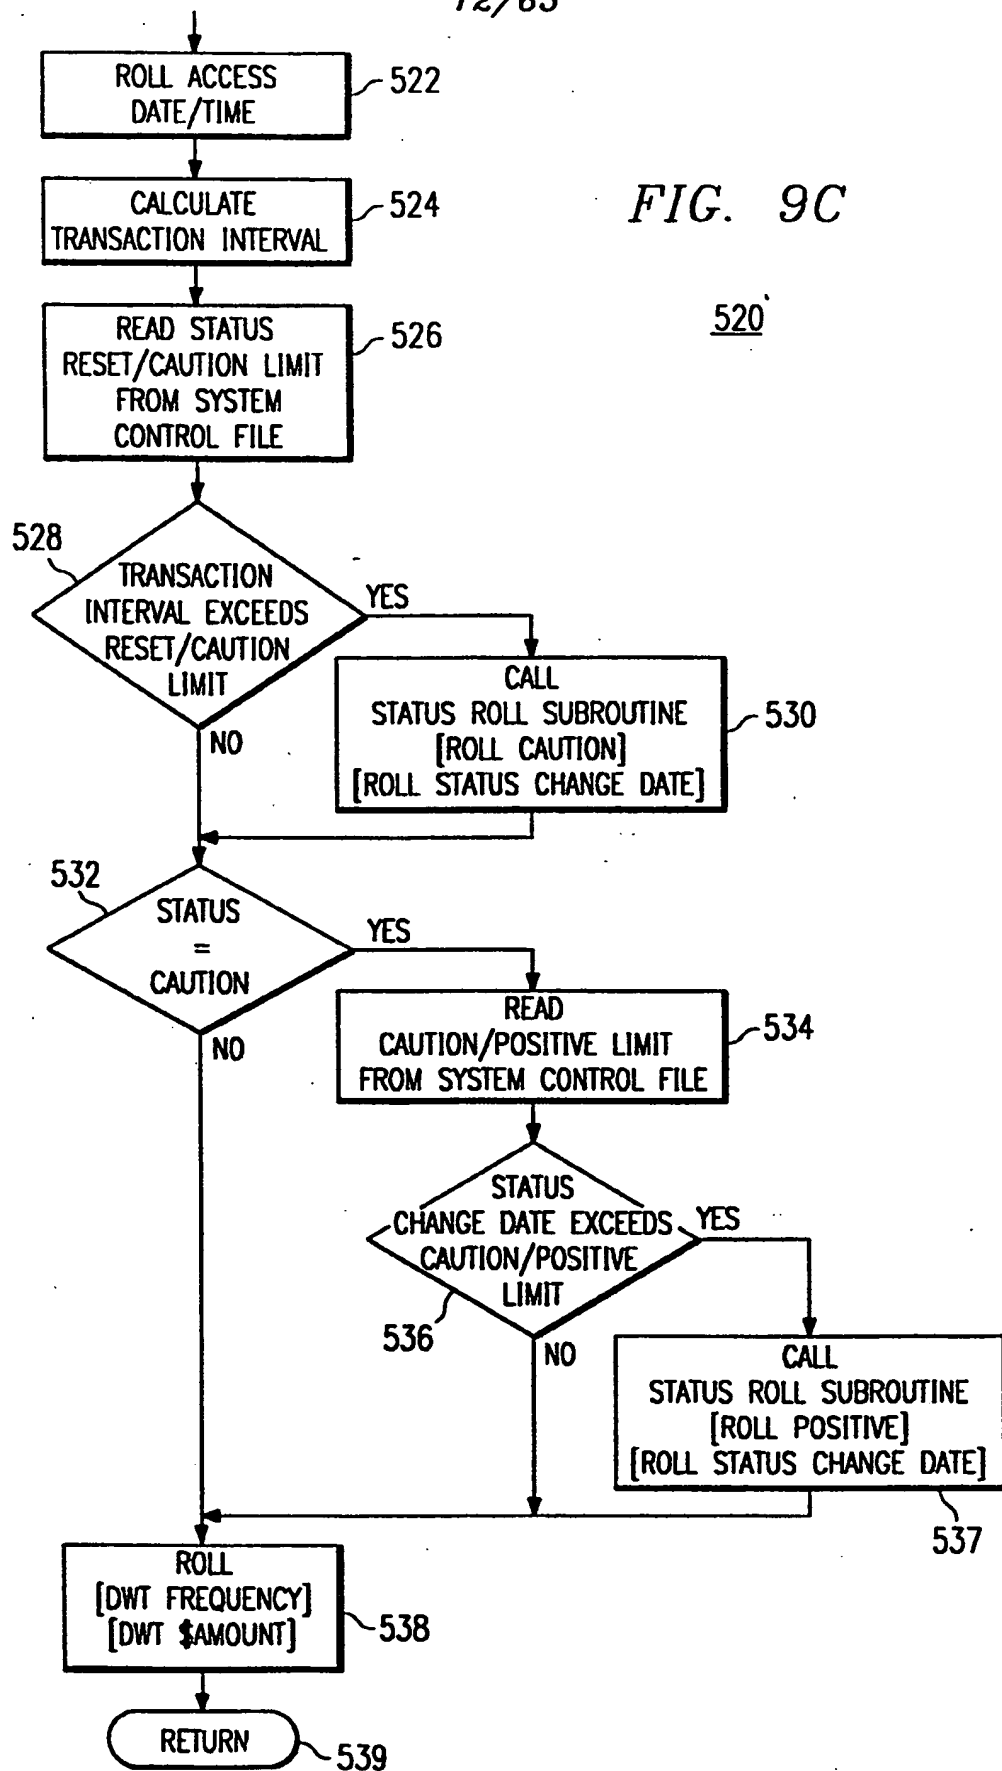 ROLL ACCESS
DATE/TIME
522
CALCULATE
TRANSACTION INTERVAL
524
FIG. 9C
520
READ STATUS
RESET/CAUTION LIMIT
FROM SYSTEM
CONTROL FILE
526
528
TRANSACTION
INTERVAL EXCEEDS
RESET/CAUTION
LIMIT
YES
NO
CALL
STATUS ROLL SUBROUTINE
[ROLL CAUTION]
[ROLL STATUS CHANGE DATE]
530
532
STATUS
=
CAUTION
YES
NO
READ
CAUTION/POSITIVE LIMIT
FROM SYSTEM CONTROL FILE
534
STATUS
CHANGE DATE EXCEEDS
CAUTION/POSITIVE
LIMIT
YES
536
NO
CALL
STATUS ROLL SUBROUTINE
[ROLL POSITIVE]
[ROLL STATUS CHANGE DATE]
537
ROLL
[DWT FREQUENCY]
[DWT $AMOUNT]
538
RETURN
539